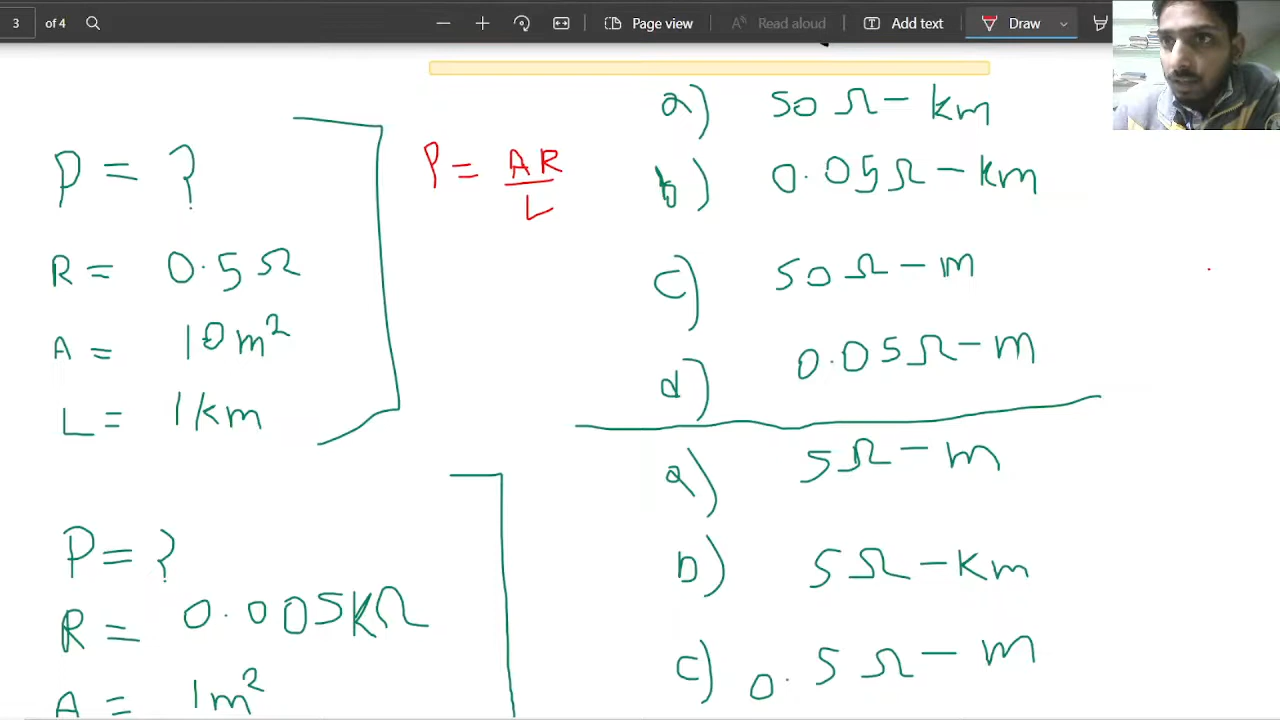 3 of 4 Page view Read aloud Add text Draw
a) 50 Ω - km
P = ?
ρ = AR / L
b) 0.05 Ω - km
R = 0.5 Ω
c) 50 Ω - m
A = 10 m²
d) 0.05 Ω - m
L = 1 km
a) 5 Ω - m
P = ?
b) 5 Ω - Km
R = 0.005 kΩ
c) 0.5 Ω - m
A = 1 m²